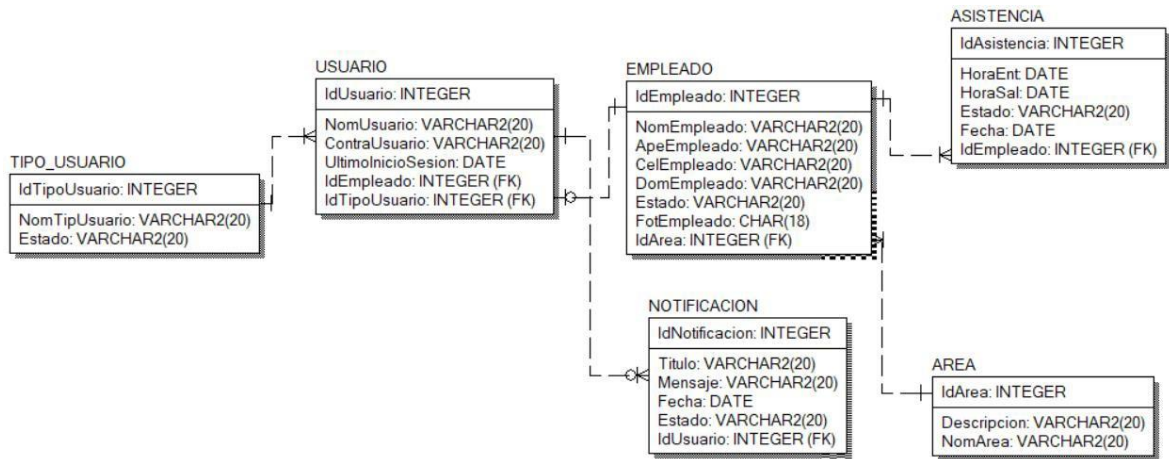 TIPO_USUARIO
IdTipoUsuario: INTEGER
NomTipUsuario: VARCHAR2(20)
Estado: VARCHAR2(20)
USUARIO
IdUsuario: INTEGER
NomUsuario: VARCHAR2(20)
ContraUsuario: VARCHAR2(20)
UltimoInicioSesion: DATE
IdEmpleado: INTEGER (FK)
IdTipoUsuario: INTEGER (FK)
EMPLEADO
IdEmpleado: INTEGER
NomEmpleado: VARCHAR2(20)
ApeEmpleado: VARCHAR2(20)
CelEmpleado: VARCHAR2(20)
DomEmpleado: VARCHAR2(20)
Estado: VARCHAR2(20)
FotEmpleado: CHAR(18)
IdArea: INTEGER (FK)
ASISTENCIA
IdAsistencia: INTEGER
HoraEnt: DATE
HoraSal: DATE
Estado: VARCHAR2(20)
Fecha: DATE
IdEmpleado: INTEGER (FK)
NOTIFICACION
IdNotificacion: INTEGER
Titulo: VARCHAR2(20)
Mensaje: VARCHAR2(20)
Fecha: DATE
Estado: VARCHAR2(20)
IdUsuario: INTEGER (FK)
AREA
IdArea: INTEGER
Descripcion: VARCHAR2(20)
NomArea: VARCHAR2(20)